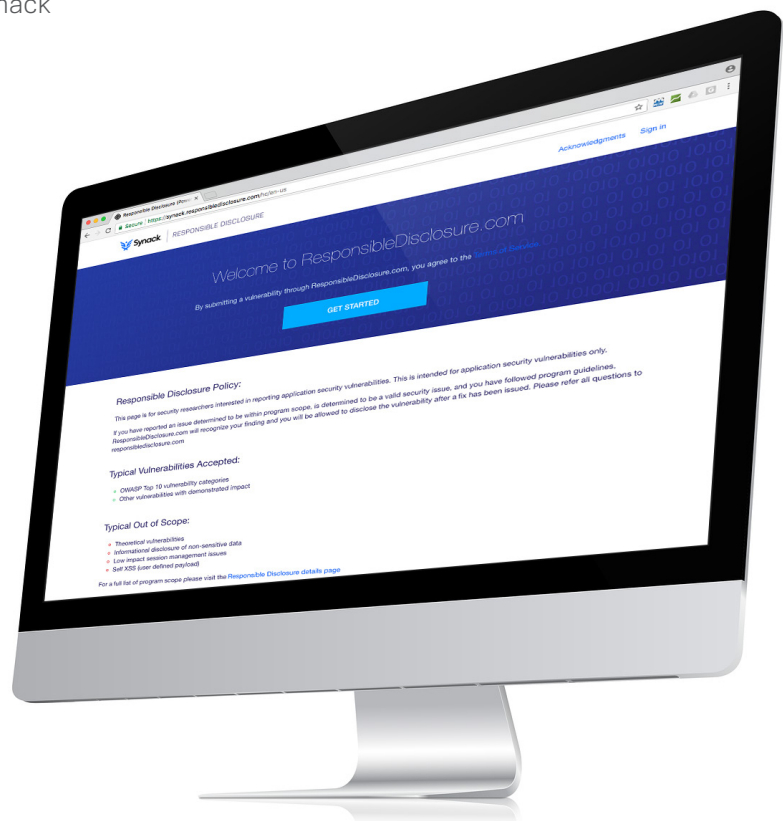 Responsible Disclosure (Powe
Secure https://synack.responsibledisclosure.com/hc/en-us
Synack RESPONSIBLE DISCLOSURE
Acknowledgments Sign in
Welcome to ResponsibleDisclosure.com
By submitting a vulnerability through ResponsibleDisclosure.com, you agree to the Terms of Service
GET STARTED
Responsible Disclosure Policy:
This page is for security researchers interested in reporting application security vulnerabilities. This is intended for application security vulnerabilities only.
If you have reported an issue determined to be within program scope, is determined to be a valid security issue, and you have followed program guidelines,
ResponsibleDisclosure.com will recognize your finding and you will be allowed to disclose the vulnerability after a fix has been issued. Please refer all questions to
responsibledisclosure.com
Typical Vulnerabilities Accepted:
OWASP Top 10 vulnerability categories
Other vulnerabilities with demonstrated impact
Typical Out of Scope:
Theoretical vulnerabilities
Informational disclosure of non-sensitive data
Low impact session management issues
Self XSS (user defined payload)
For a full list of program scope please visit the Responsible Disclosure details page